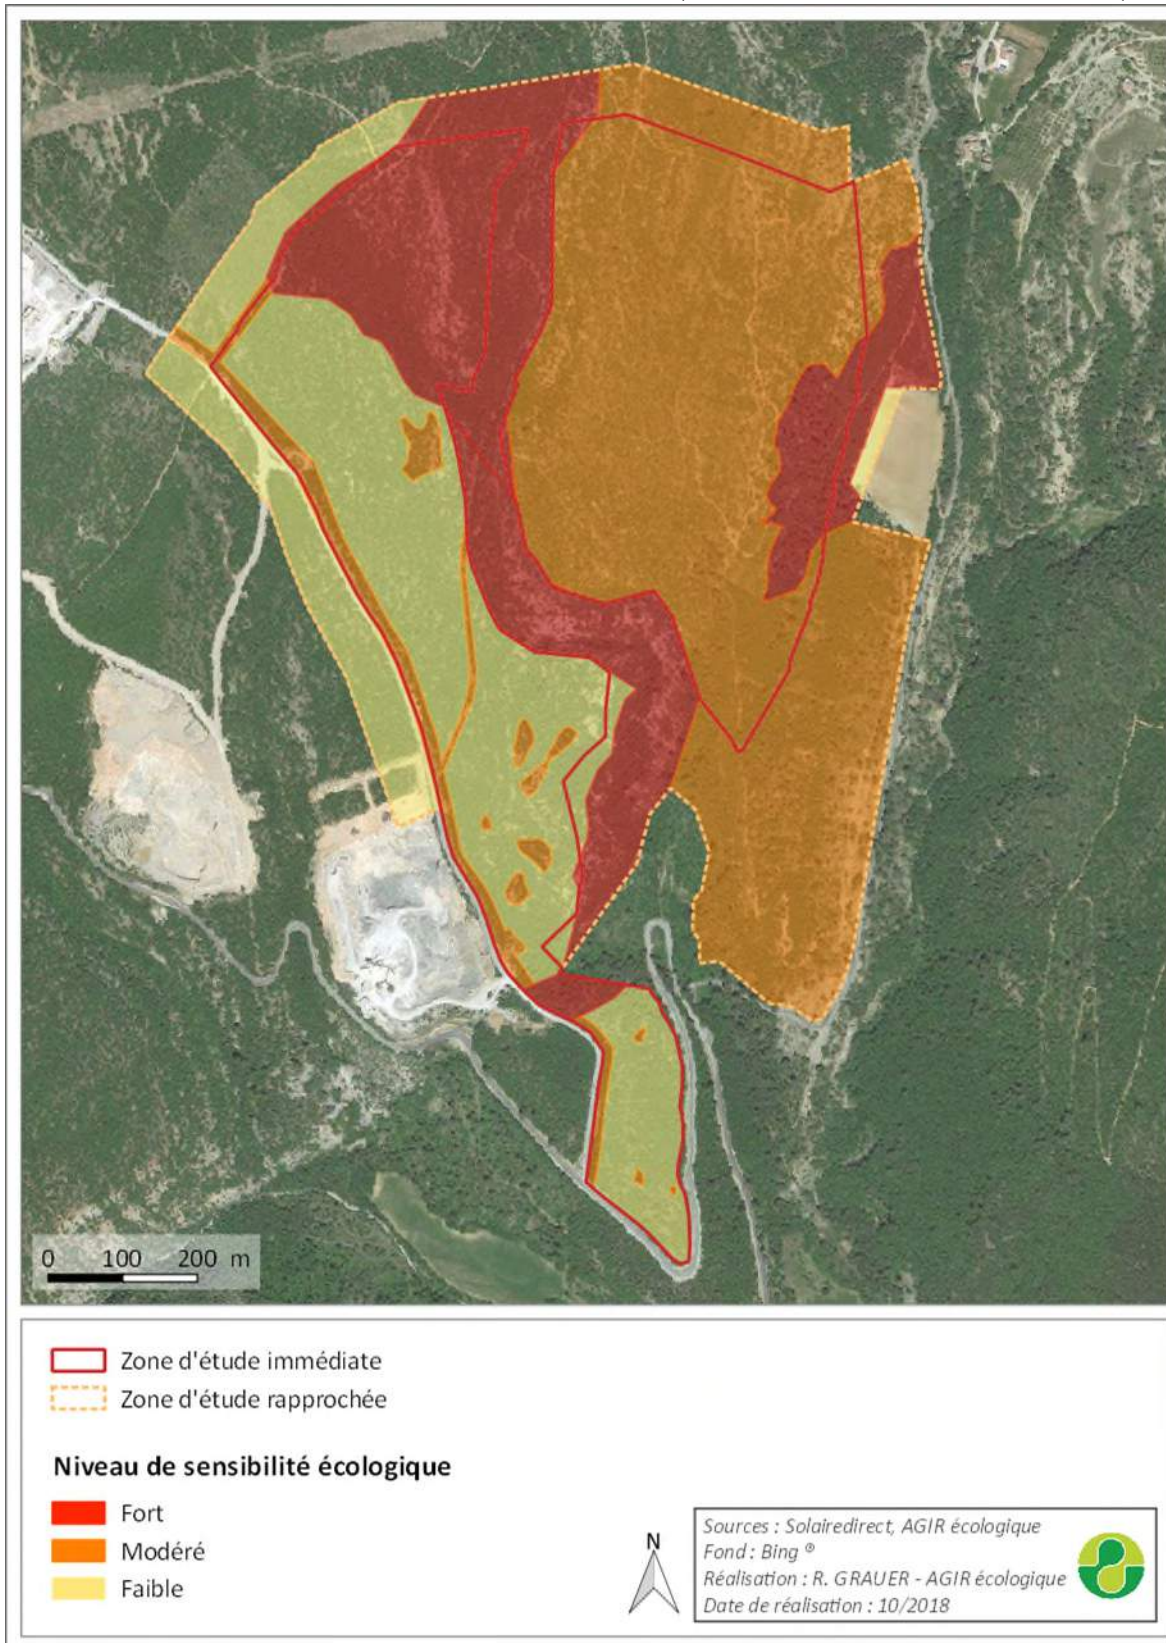 0 100 200 m
Zone d'étude immédiate
Zone d'étude rapprochée
Niveau de sensibilité écologique
Fort
Modéré
Faible
N
Sources : Solairedirect, AGIR écologique
Fond : Bing ®
Réalisation : R. GRAUER - AGIR écologique
Date de réalisation : 10/2018